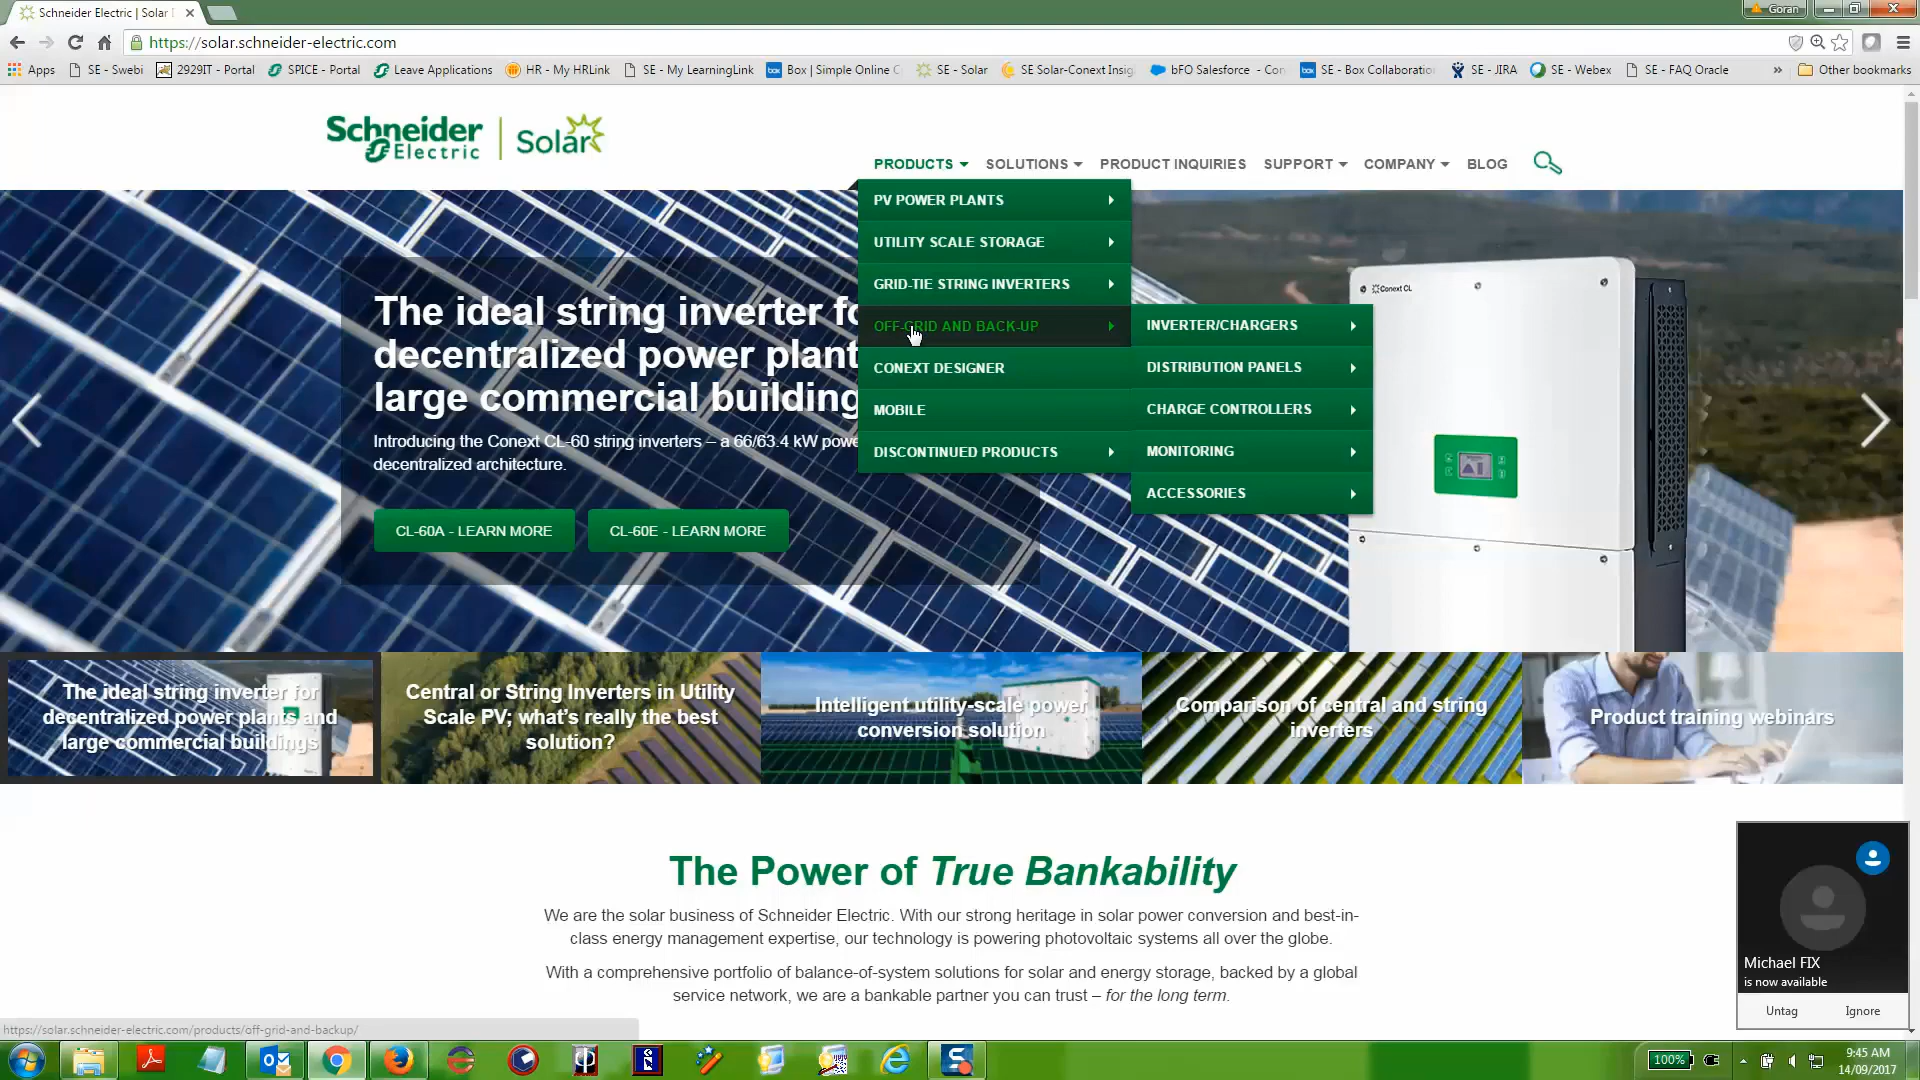 Schneider Electric | Solar E
Goran
https://solar.schneider-electric.com
Apps
SE - Swebi
2929IT - Portal
SPICE - Portal
Leave Applications
HR - My HRLink
SE - My LearningLink
Box | Simple Online C
SE - Solar
SE Solar-Conext Insig
bFO Salesforce - Con
SE - Box Collaboratio
SE - JIRA
SE - Webex
SE - FAQ Oracle
»
Other bookmarks
Schneider Electric | Solar
PRODUCTS
SOLUTIONS
PRODUCT INQUIRIES
SUPPORT
COMPANY
BLOG
PV POWER PLANTS
UTILITY SCALE STORAGE
GRID-TIE STRING INVERTERS
OFF-GRID AND BACK-UP
CONEXT DESIGNER
MOBILE
DISCONTINUED PRODUCTS
INVERTER/CHARGERS
DISTRIBUTION PANELS
CHARGE CONTROLLERS
MONITORING
ACCESSORIES
The ideal string inverter fo
decentralized power plant
large commercial building
Introducing the Conext CL-60 string inverters – a 66/63.4 kW powe
decentralized architecture.
CL-60A - LEARN MORE
CL-60E - LEARN MORE
Conext CL
The ideal string inverter for
decentralized power plants and
large commercial buildings
Central or String Inverters in Utility
Scale PV; what's really the best
solution?
Intelligent utility-scale power
conversion solution
Comparison of central and string
inverters
Product training webinars
The Power of True Bankability
We are the solar business of Schneider Electric. With our strong heritage in solar power conversion and best-in-
class energy management expertise, our technology is powering photovoltaic systems all over the globe.
With a comprehensive portfolio of balance-of-system solutions for solar and energy storage, backed by a global
service network, we are a bankable partner you can trust – for the long term.
Michael FIX
is now available
Untag
Ignore
https://solar.schneider-electric.com/products/off-grid-and-backup/
100%
9:45 AM
14/09/2017